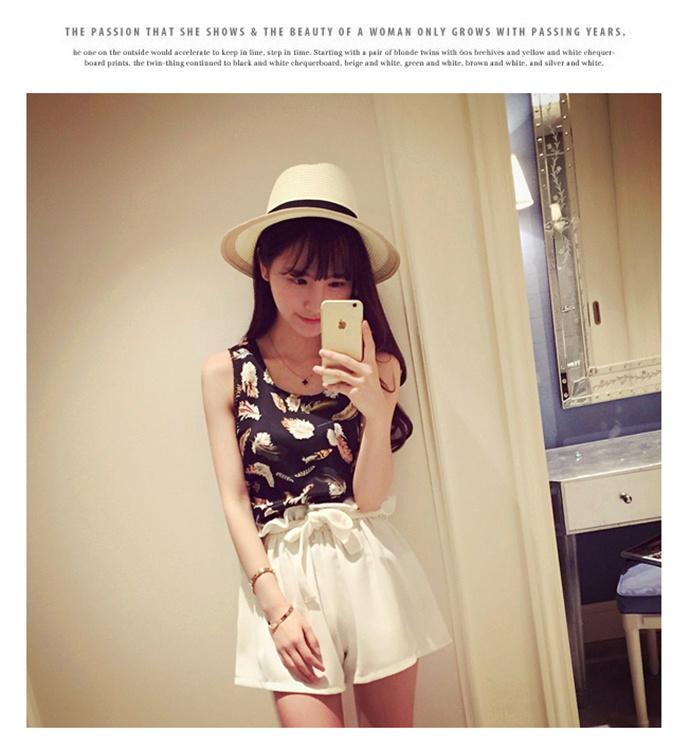 THE PASSION THAT SHE SHOWS & THE BEAUTY OF A WOMAN ONLY GROWS WITH PASSING YEARS.
he one on the outside would accelerate to keep in line, step in time. Starting with a pair of blonde twins with 60s beehives and yellow and white chequer-
board prints, the twin-thing continued to black and white chequerboard, beige and white, green and white, brown and white, and silver and white.